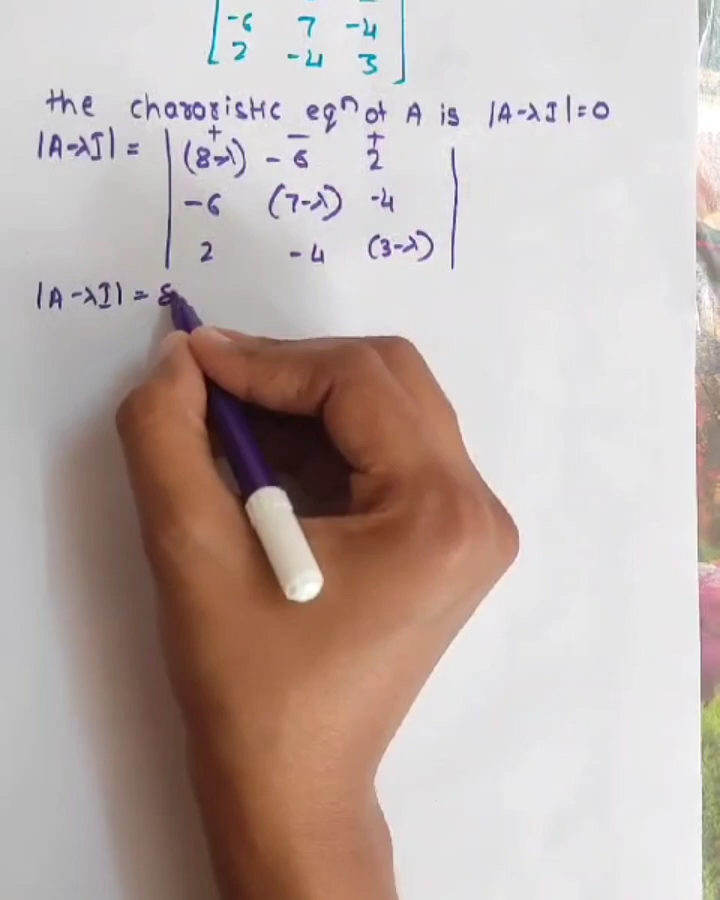 -6 7 -4
2 -4 3
the charoristic eqⁿ of A is |A-λI|=0
+ - +
|A-λI| = (8-λ) -6 2
-6 (7-λ) -4
2 -4 (3-λ)
|A-λI| = 8